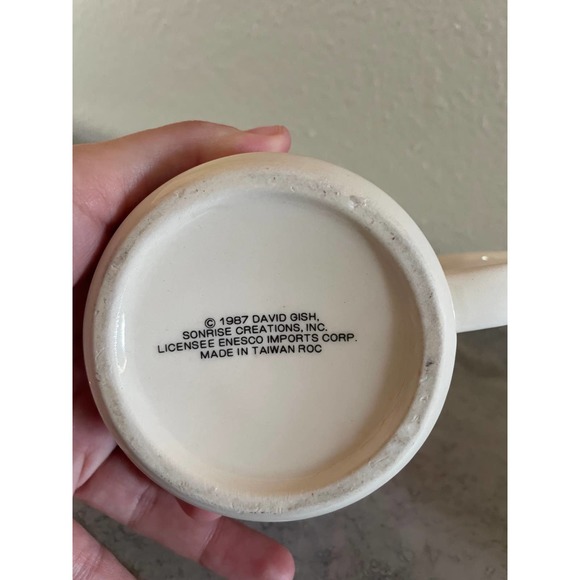 © 1987 DAVID GISH,
SONRISE CREATIONS, INC.
LICENSEE ENESCO IMPORTS CORP.
MADE IN TAIWAN ROC